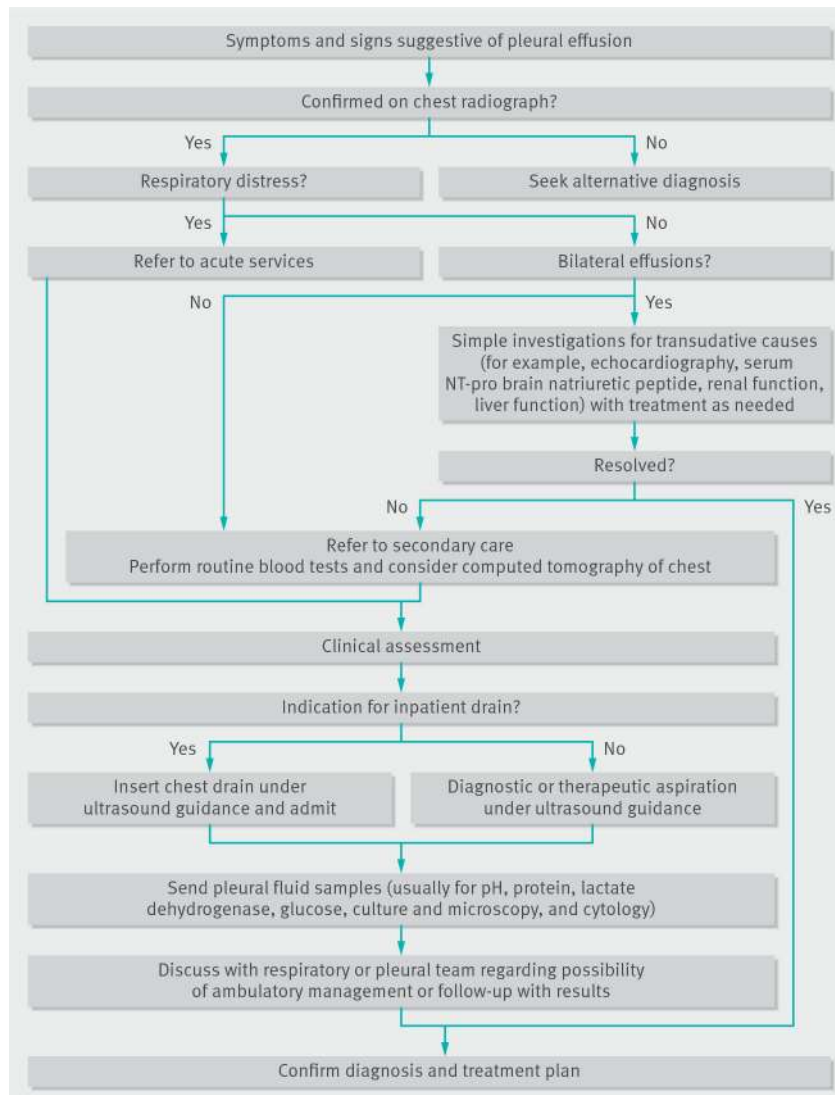 Symptoms and signs suggestive of pleural effusion
Confirmed on chest radiograph?
Yes
No
Respiratory distress?
Seek alternative diagnosis
Yes
No
Refer to acute services
Bilateral effusions?
No
Yes
Simple investigations for transudative causes
(for example, echocardiography, serum
NT-pro brain natriuretic peptide, renal function,
liver function) with treatment as needed
Resolved?
No
Yes
Refer to secondary care
Perform routine blood tests and consider computed tomography of chest
Clinical assessment
Indication for inpatient drain?
Yes
No
Insert chest drain under
ultrasound guidance and admit
Diagnostic or therapeutic aspiration
under ultrasound guidance
Send pleural fluid samples (usually for pH, protein, lactate
dehydrogenase, glucose, culture and microscopy, and cytology)
Discuss with respiratory or pleural team regarding possibility
of ambulatory management or follow-up with results
Confirm diagnosis and treatment plan